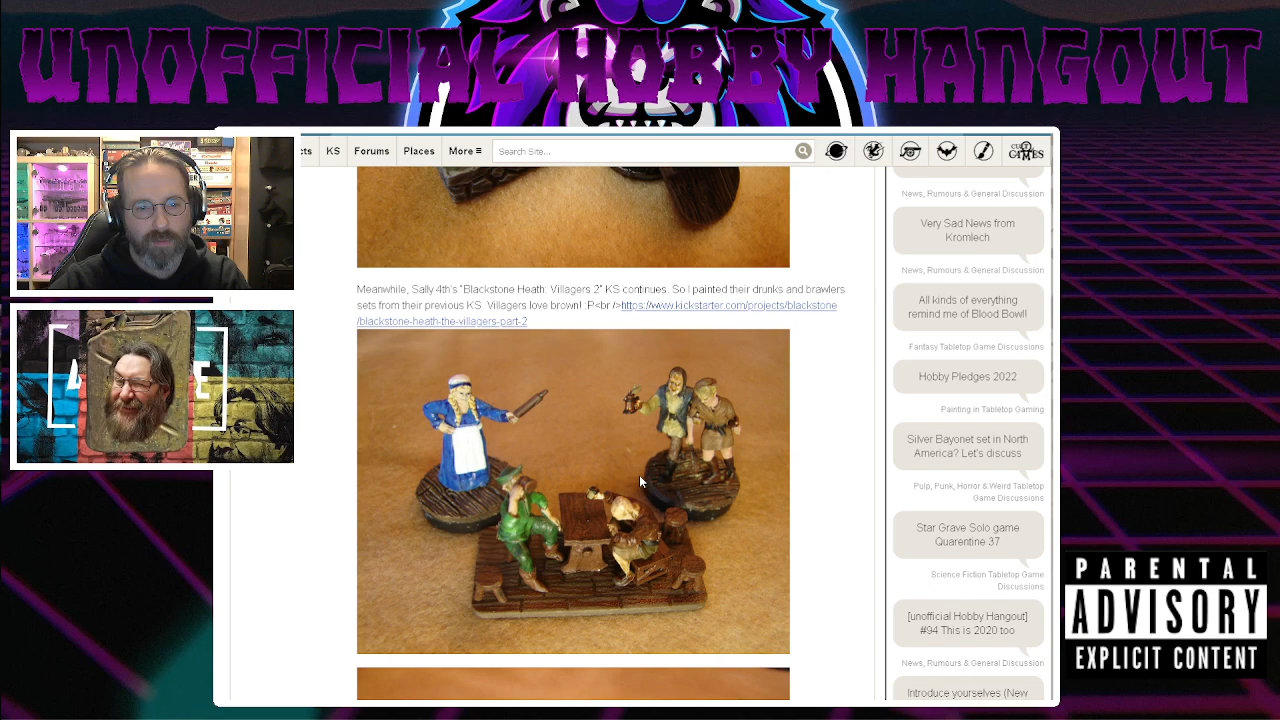 UNOFFICIAL HOBBY HANGOUT
cts KS Forums Places More ≡ Search Site... CULT OF GAMES
News, Rumours & General Discussion
Very Sad News from
Kromlech
News, Rumours & General Discussion
All kinds of everything
remind me of Blood Bowl!
Fantasy Tabletop Game Discussions
Hobby Pledges 2022
Painting in Tabletop Gaming
Silver Bayonet set in North
America? Let's discuss
Pulp, Punk, Horror & Weird Tabletop
Game Discussions
Star Grave Solo game
Quarentine 37
Science Fiction Tabletop Game
Discussions
[unofficial Hobby Hangout]
#94 This is 2020 too
News, Rumours & General Discussion
Introduce yourselves (New
Meanwhile, Sally 4th's "Blackstone Heath: Villagers 2" KS continues. So I painted their drunks and brawlers
sets from their previous KS. Villagers love brown! :P<br />https://www.kickstarter.com/projects/blackstone
/blackstone-heath-the-villagers-part-2
PARENTAL
ADVISORY
EXPLICIT CONTENT